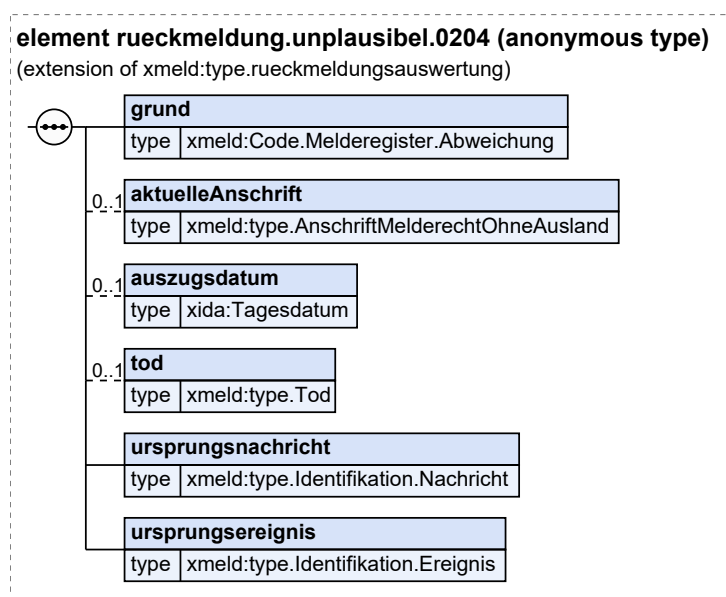 element rueckmeldung.unplausibel.0204 (anonymous type)
(extension of xmeld:type.rueckmeldungsauswertung)
grund
type xmeld:Code.Melderegister.Abweichung
0..1 aktuelleAnschrift
type xmeld:type.AnschriftMelderechtOhneAusland
0..1 auszugsdatum
type xida:Tagesdatum
0..1 tod
type xmeld:type.Tod
ursprungsnachricht
type xmeld:type.Identifikation.Nachricht
ursprungsereignis
type xmeld:type.Identifikation.Ereignis